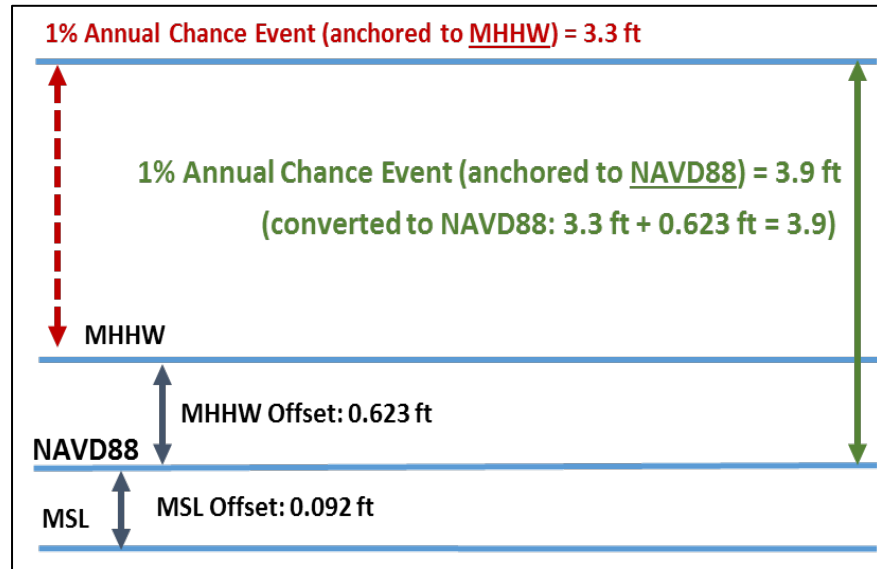 1% Annual Chance Event (anchored to MHHW) = 3.3 ft
1% Annual Chance Event (anchored to NAVD88) = 3.9 ft
(converted to NAVD88: 3.3 ft + 0.623 ft = 3.9)
MHHW
MHHW Offset: 0.623 ft
NAVD88
MSL Offset: 0.092 ft
MSL